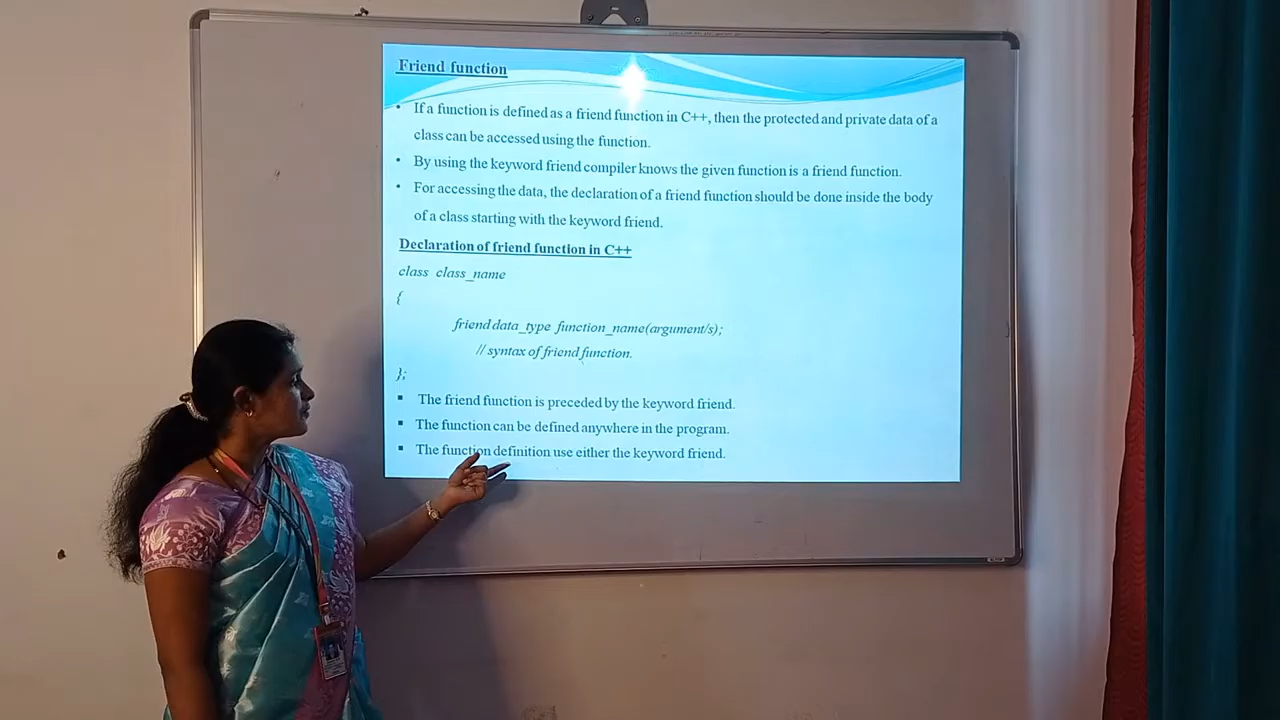 Friend function
• If a function is defined as a friend function in C++, then the protected and private data of a
class can be accessed using the function.
• By using the keyword friend compiler knows the given function is a friend function.
• For accessing the data, the declaration of a friend function should be done inside the body
of a class starting with the keyword friend.
Declaration of friend function in C++
class class_name
{
friend data_type function_name(argument/s);
// syntax of friend function.
};
▪ The friend function is preceded by the keyword friend.
▪ The function can be defined anywhere in the program.
▪ The function definition use either the keyword friend.